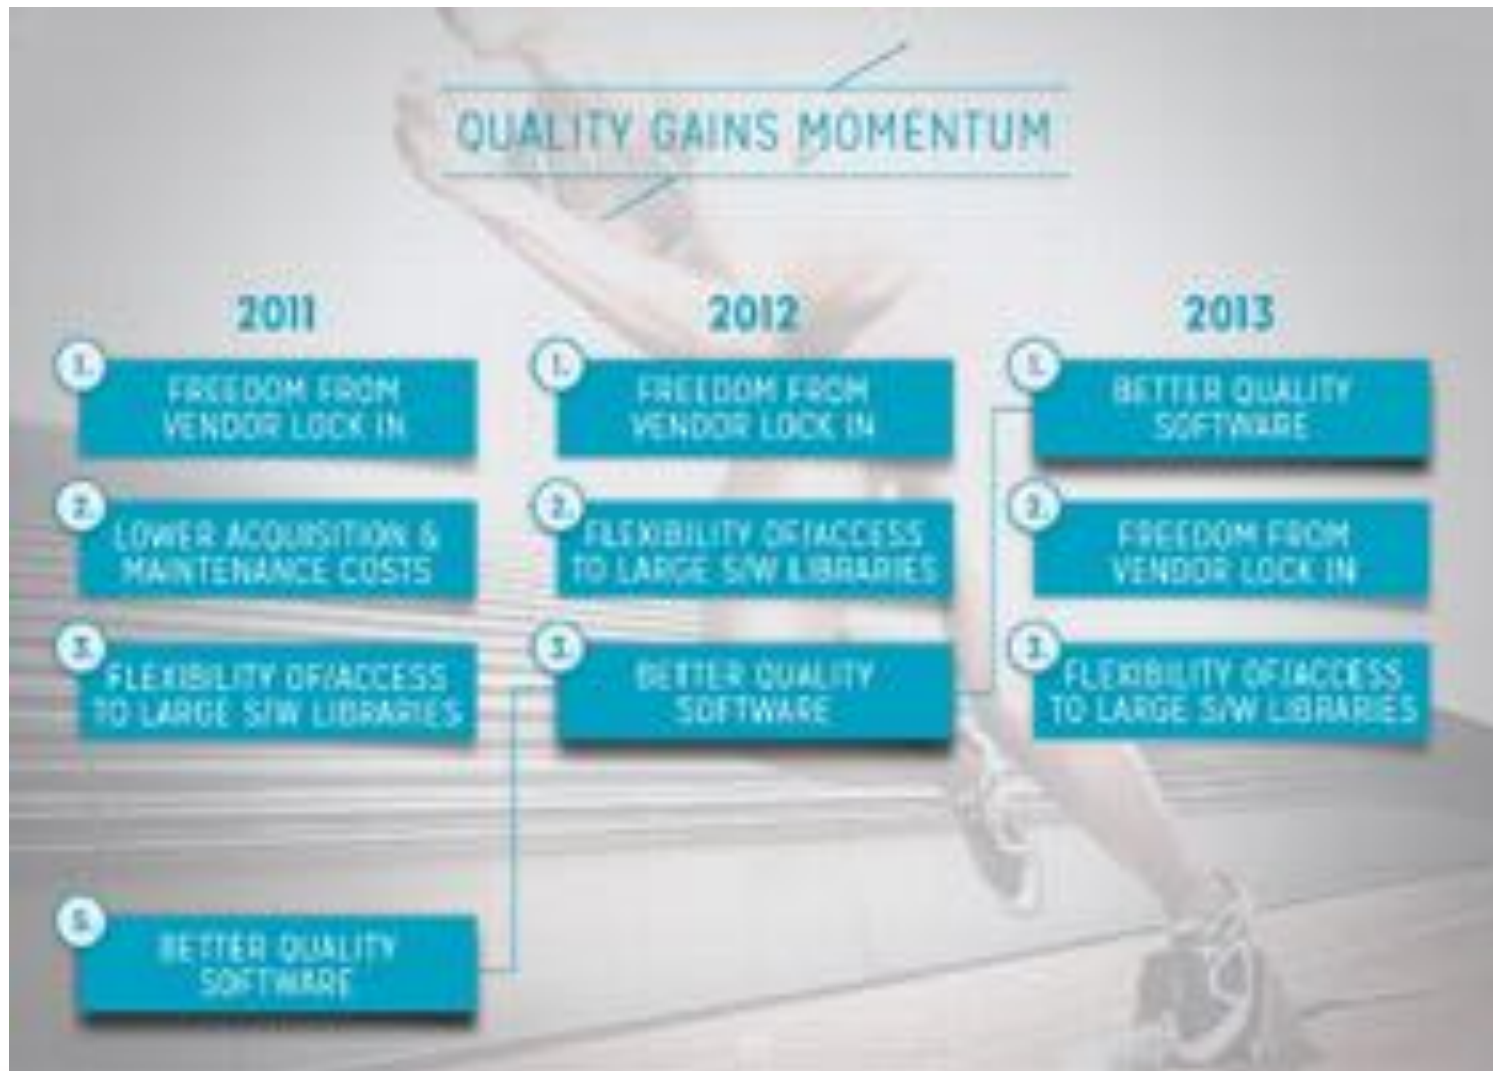 QUALITY GAINS MOMENTUM
2011
1.
FREEDOM FROM
VENDOR LOCK IN
2.
LOWER ACQUISITION &
MAINTENANCE COSTS
3.
FLEXIBILITY OF/ACCESS
TO LARGE S/W LIBRARIES
5.
BETTER QUALITY
SOFTWARE
2012
1.
FREEDOM FROM
VENDOR LOCK IN
2.
FLEXIBILITY OF/ACCESS
TO LARGE S/W LIBRARIES
3.
BETTER QUALITY
SOFTWARE
2013
1.
BETTER QUALITY
SOFTWARE
2.
FREEDOM FROM
VENDOR LOCK IN
3.
FLEXIBILITY OF/ACCESS
TO LARGE S/W LIBRARIES